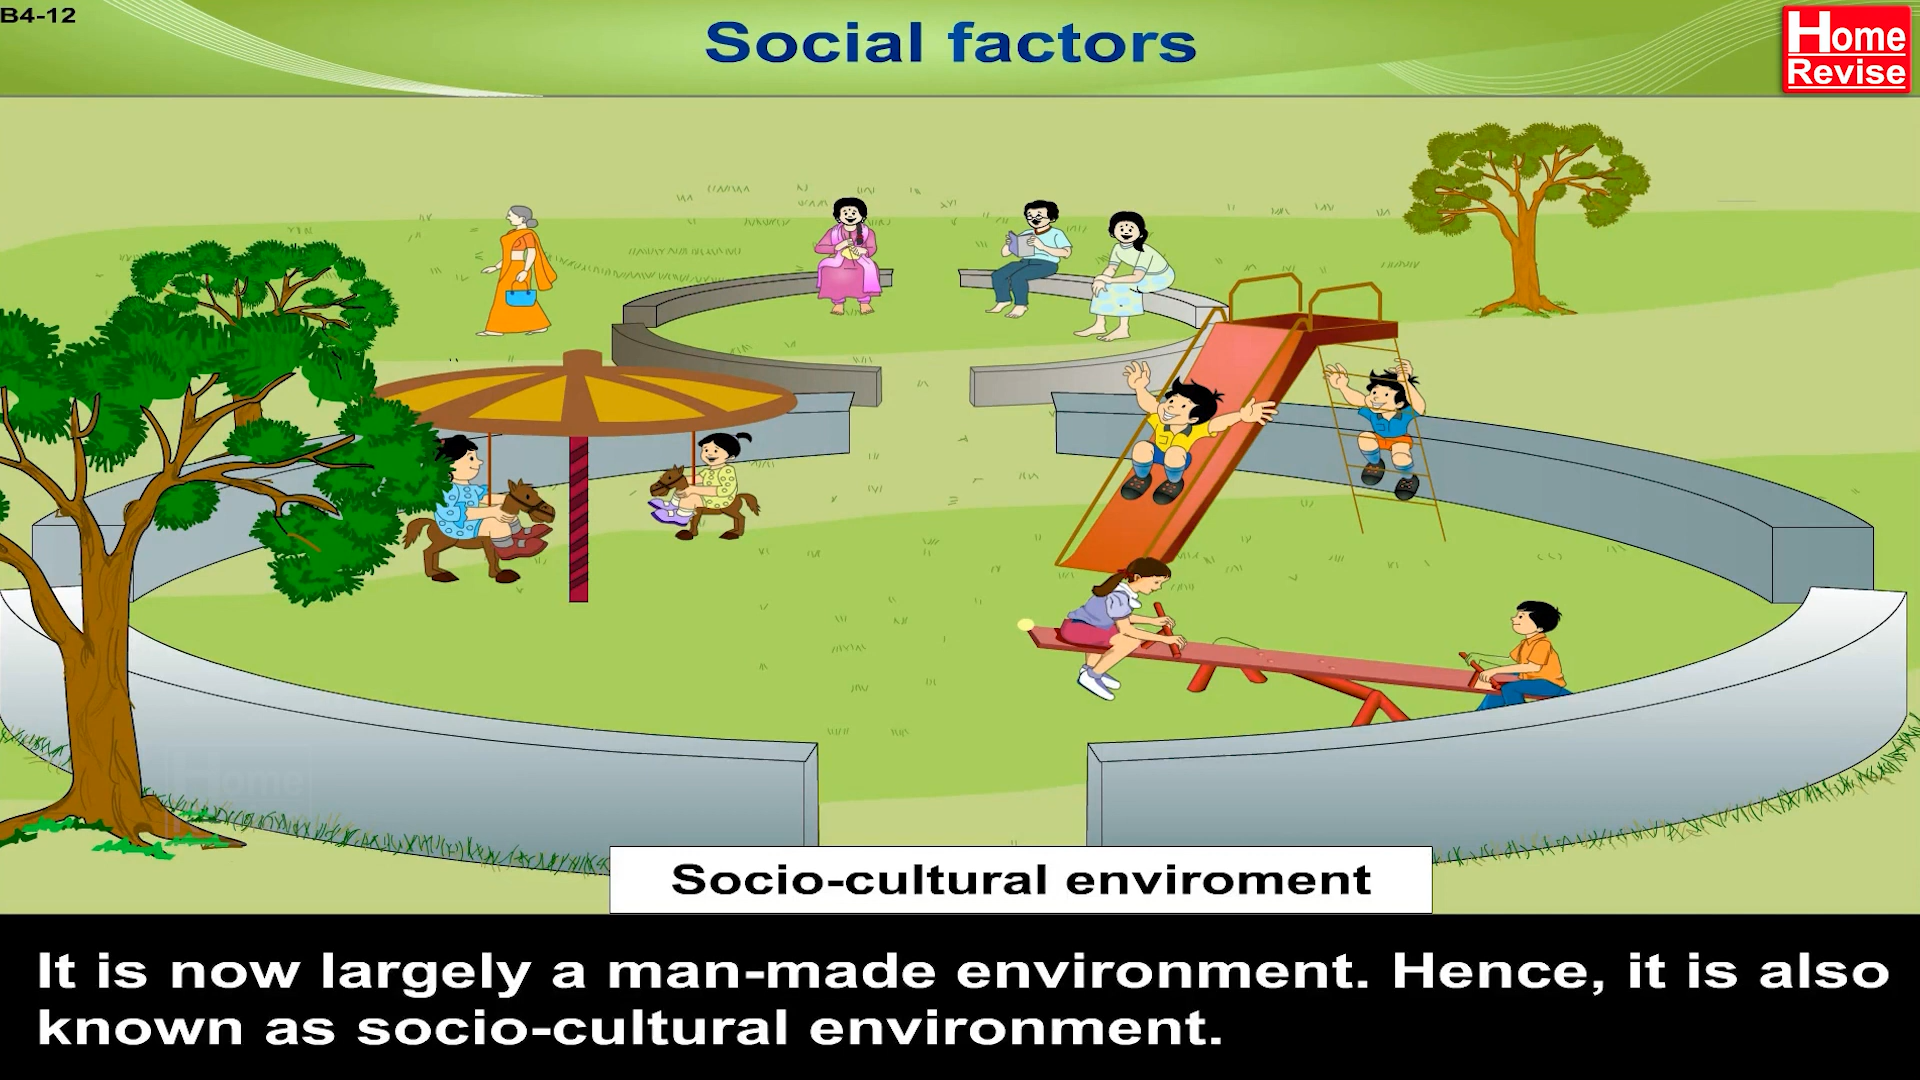 B4-12
Social factors
Home
Revise
Home
Socio-cultural enviroment
It is now largely a man-made environment. Hence, it is also
known as socio-cultural environment.